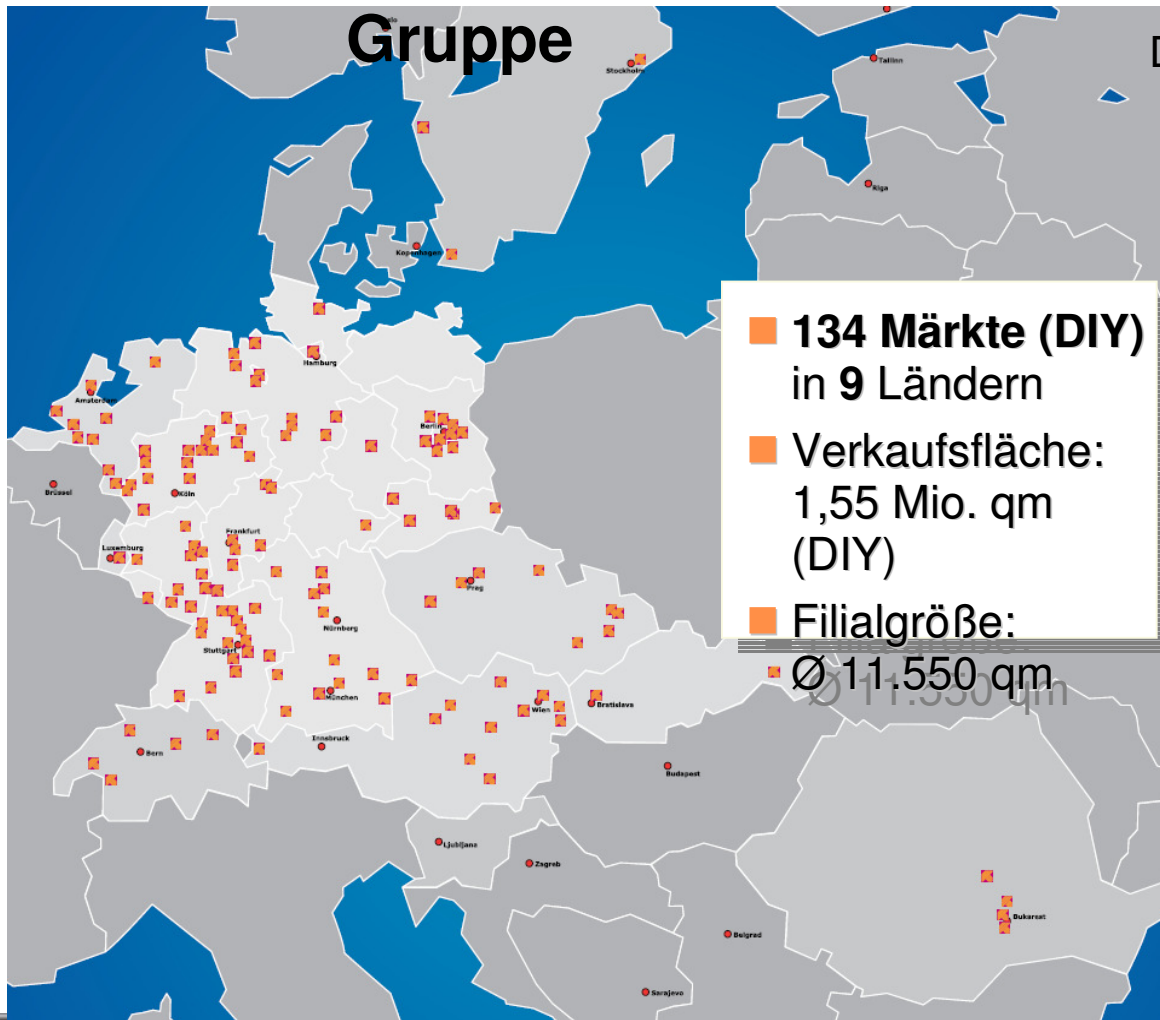 Gruppe
D
Stockholm
Tallinn
Riga
Kopenhagen
134 Märkte (DIY)
in 9 Ländern
Verkaufsfläche:
1,55 Mio. qm
(DIY)
Filialgröße:
Ø 11.550 qm
Hamburg
Amsterdam
Berlin
Brüssel
Köln
Frankfurt
Luxemburg
Prag
Nürnberg
Stuttgart
München
Wien
Bratislava
Innsbruck
Bern
Budapest
Ljubljana
Zagreb
Bukarest
Belgrad
Sarajevo